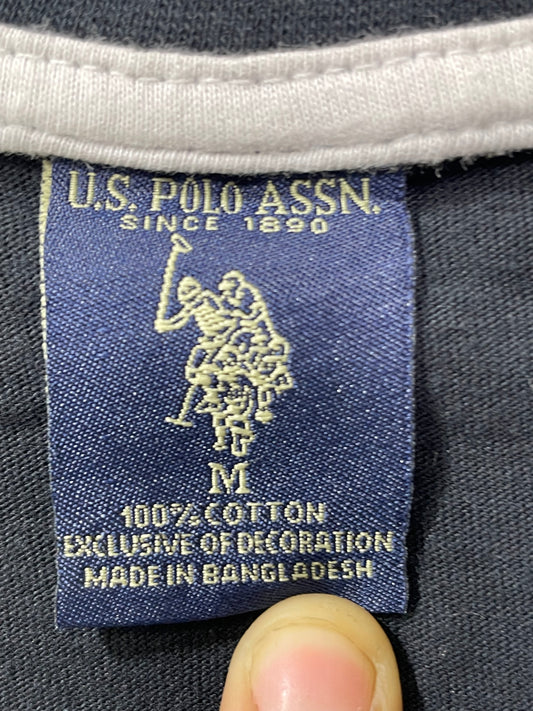 U.S. POLO ASSN.
SINCE 1890
M
100% COTTON
EXCLUSIVE OF DECORATION
MADE IN BANGLADESH